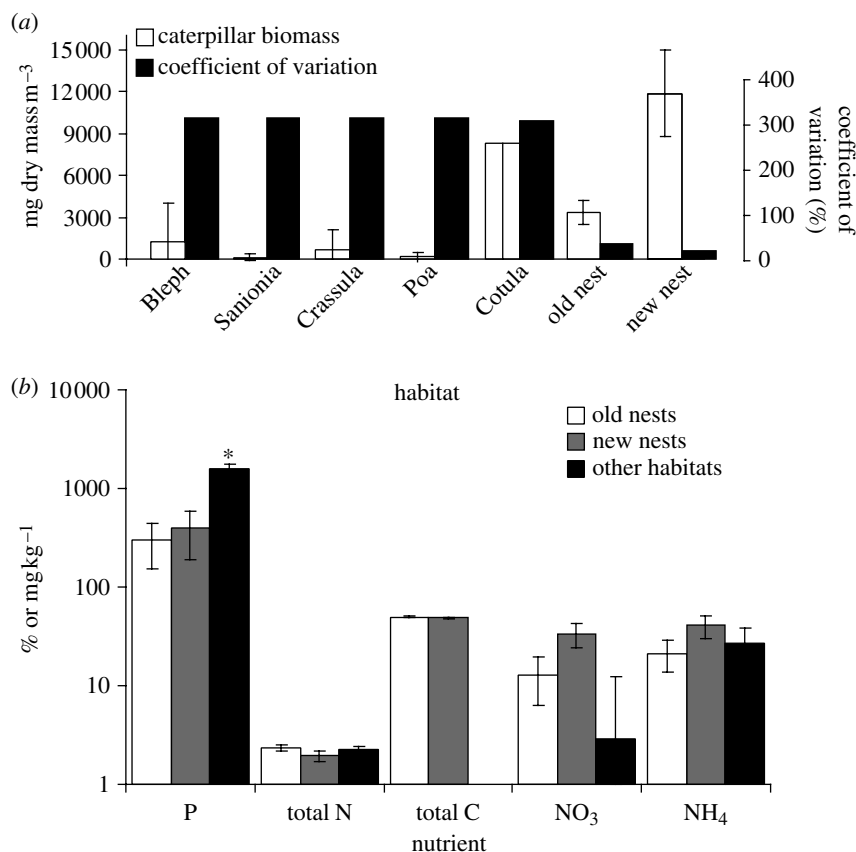 (a)
caterpillar biomass
coefficient of variation
mg dry mass m⁻³
15000
12000
9000
6000
3000
0
400
300
200
100
0
coefficient of
variation (%)
Bleph
Sanionia
Crassula
Poa
Cotula
old nest
new nest
habitat
(b)
old nests
new nests
other habitats
% or mg kg⁻¹
10 000
1000
100
10
1
*
P
total N
total C
NO₃
NH₄
nutrient